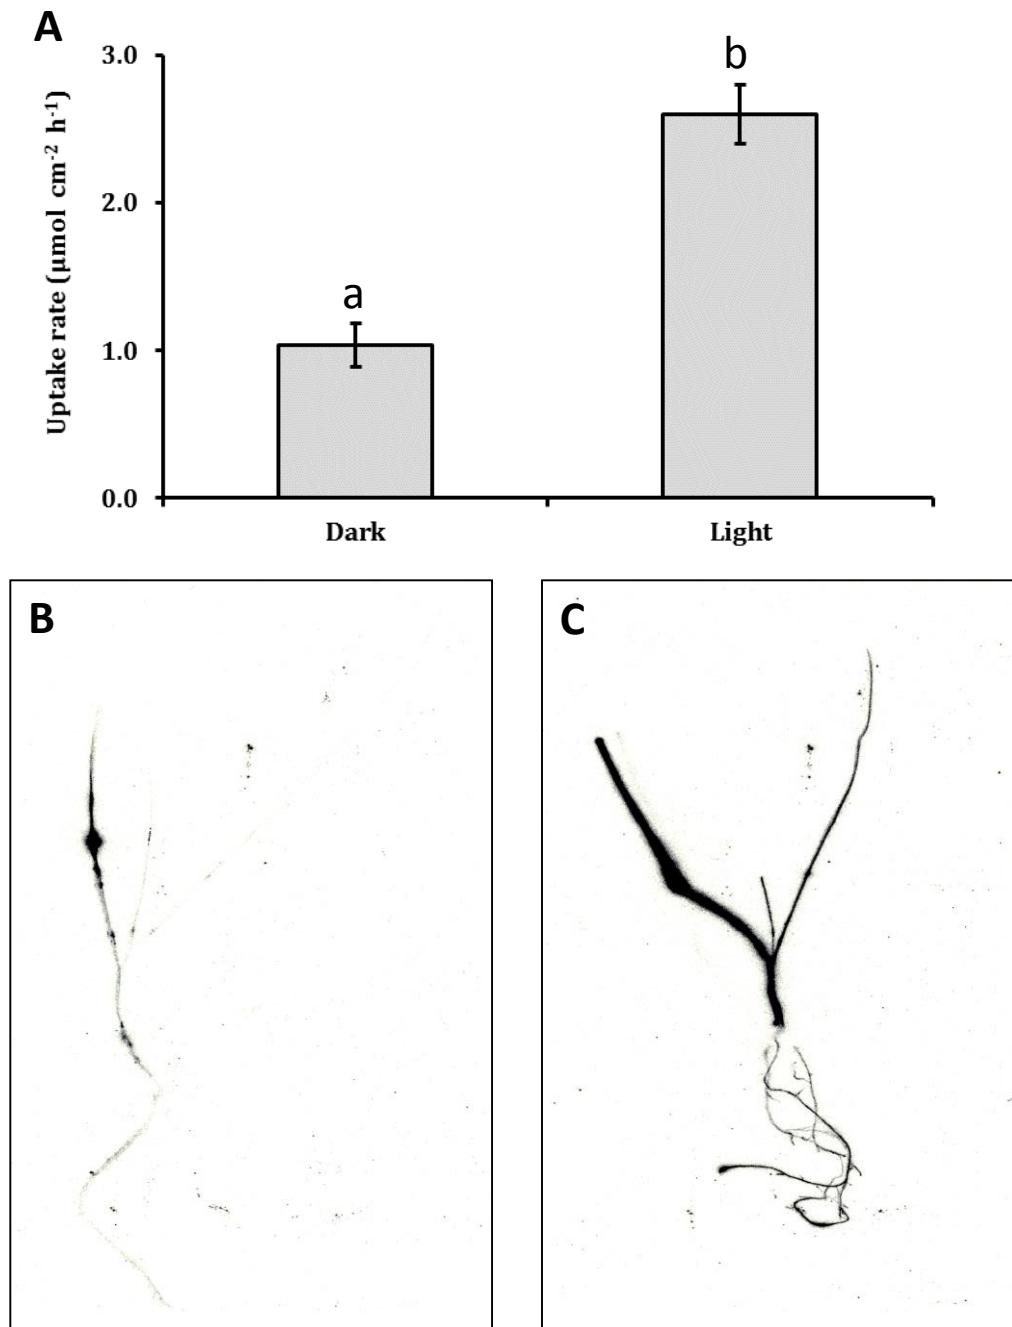 A
3.0
2.0
1.0
0.0
Uptake rate (µmol cm⁻² h⁻¹)
a
b
Dark
Light
B
C